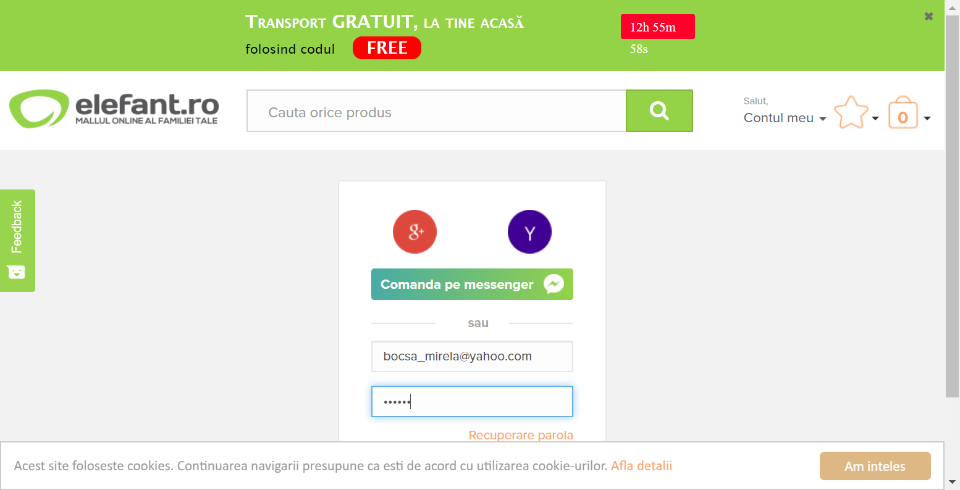 TRANSPORT GRATUIT, LA TINE ACASĂ
folosind codul FREE
12h 55m
58s
elefant.ro
MALLUL ONLINE AL FAMILIEI TALE
Cauta orice produs
Salut,
Contul meu
0
Feedback
g+
Y
Comanda pe messenger
sau
bocsa_mirela@yahoo.com
••••••
Recuperare parola
Acest site foloseste cookies. Continuarea navigarii presupune ca esti de acord cu utilizarea cookie-urilor. Afla detalii
Am inteles